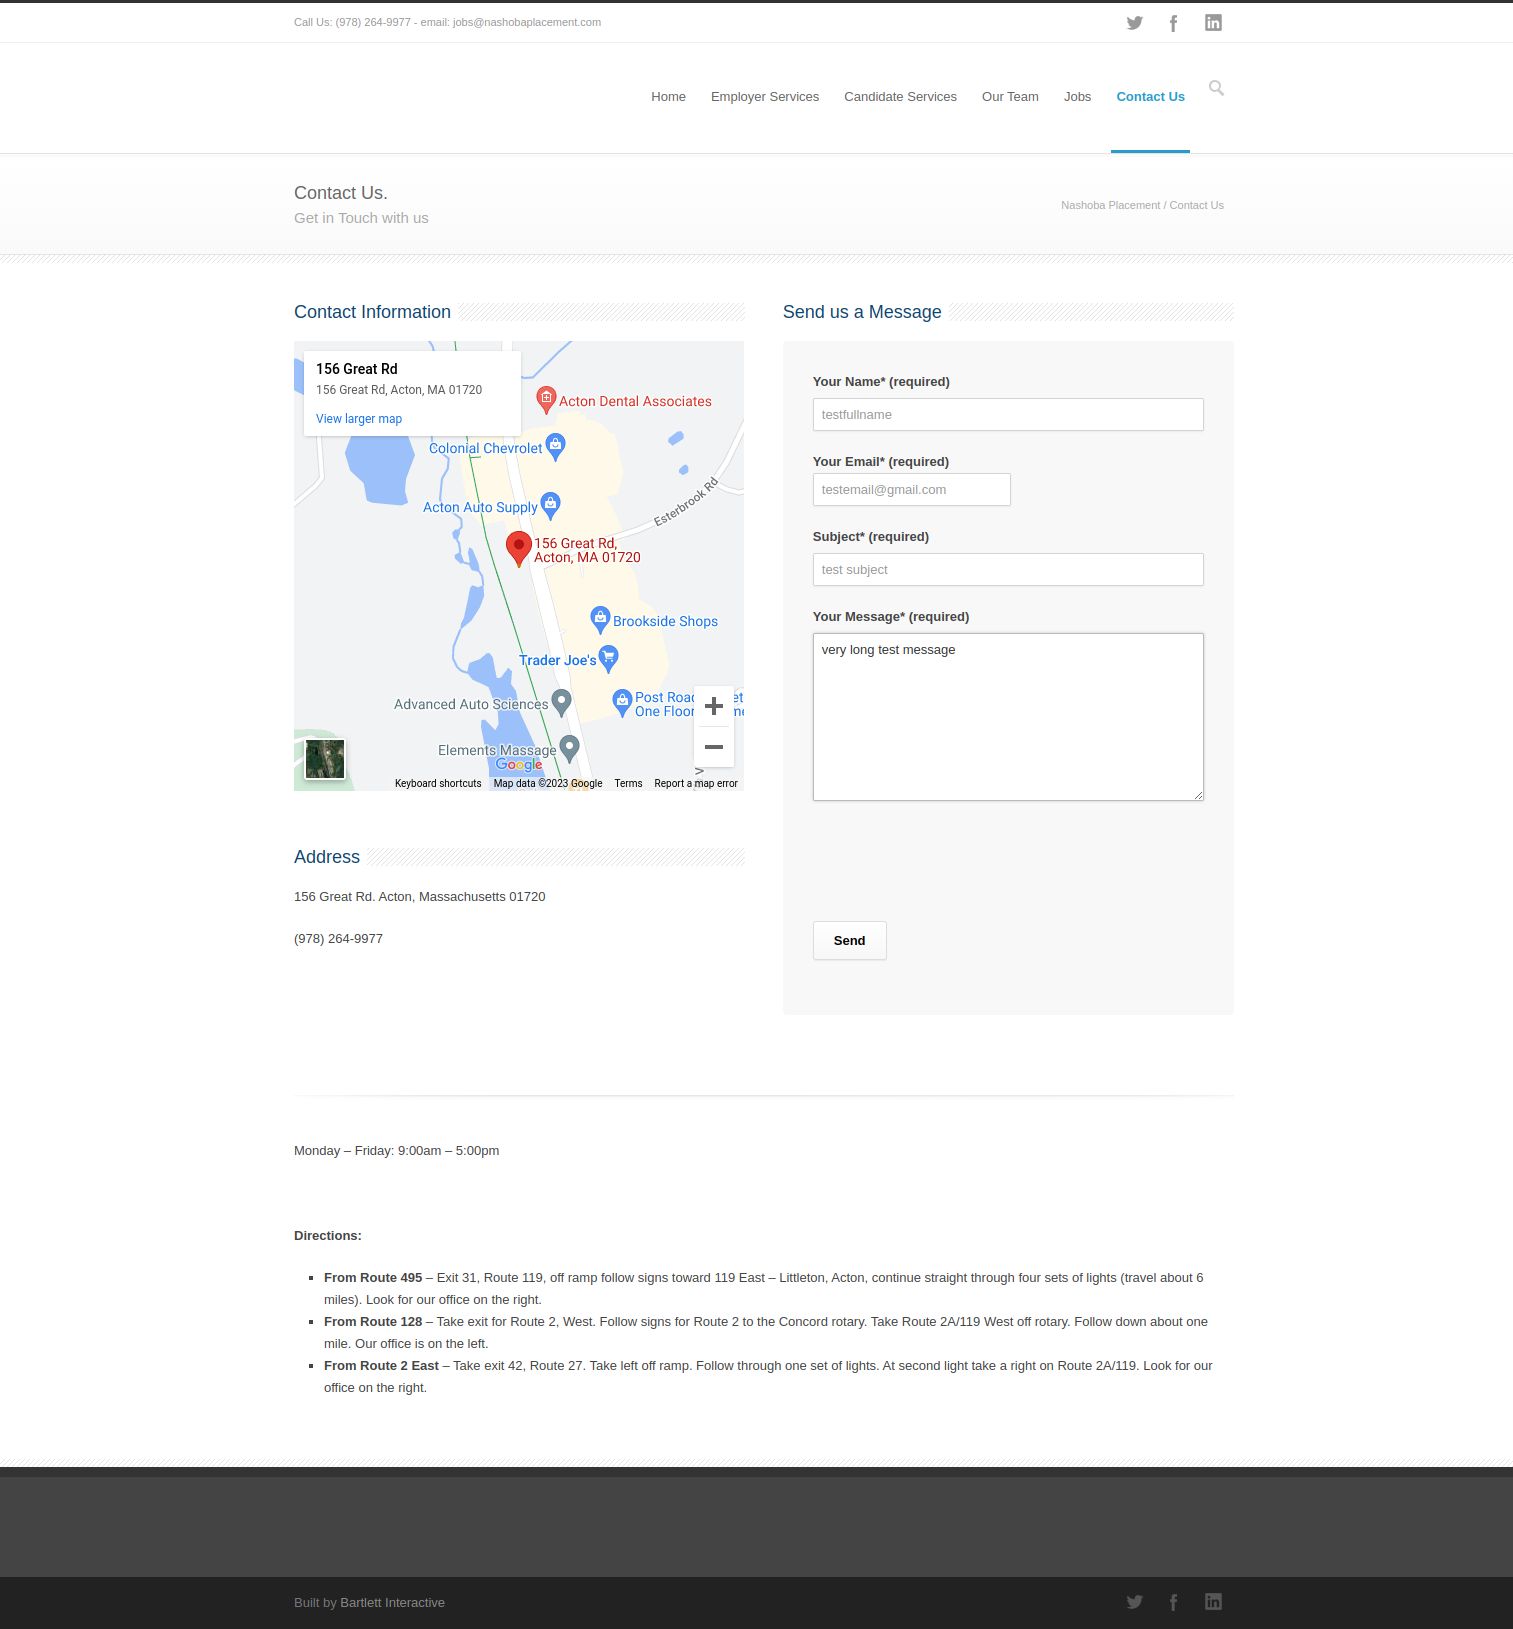 Call Us: (978) 264-9977 - email: jobs@nashobaplacement.com
Home
Employer Services
Candidate Services
Our Team
Jobs
Contact Us
Contact Us.
Get in Touch with us
Nashoba Placement / Contact Us
Contact Information
156 Great Rd
156 Great Rd, Acton, MA 01720
View larger map
Acton Dental Associates
Colonial Chevrolet
Acton Auto Supply
Esterbrook Rd
156 Great Rd,
Acton, MA 01720
Brookside Shops
Trader Joe's
Advanced Auto Sciences
Post
One
Elements Massage
Google
Keyboard shortcuts
Map data ©2023 Google
Terms
Report a map error
Send us a Message
Your Name* (required)
testfullname
Your Email* (required)
testemail@gmail.com
Subject* (required)
test subject
Your Message* (required)
very long test message
Send
Address
156 Great Rd. Acton, Massachusetts 01720
(978) 264-9977
Monday – Friday: 9:00am – 5:00pm
Directions:
From Route 495 – Exit 31, Route 119, off ramp follow signs toward 119 East – Littleton, Acton, continue straight through four sets of lights (travel about 6
miles). Look for our office on the right.
From Route 128 – Take exit for Route 2, West. Follow signs for Route 2 to the Concord rotary. Take Route 2A/119 West off rotary. Follow down about one
mile. Our office is on the left.
From Route 2 East – Take exit 42, Route 27. Take left off ramp. Follow through one set of lights. At second light take a right on Route 2A/119. Look for our
office on the right.
Built by Bartlett Interactive